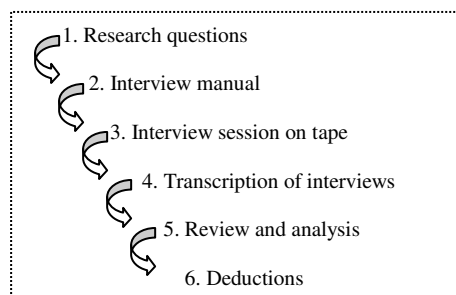 1. Research questions
2. Interview manual
3. Interview session on tape
4. Transcription of interviews
5. Review and analysis
6. Deductions